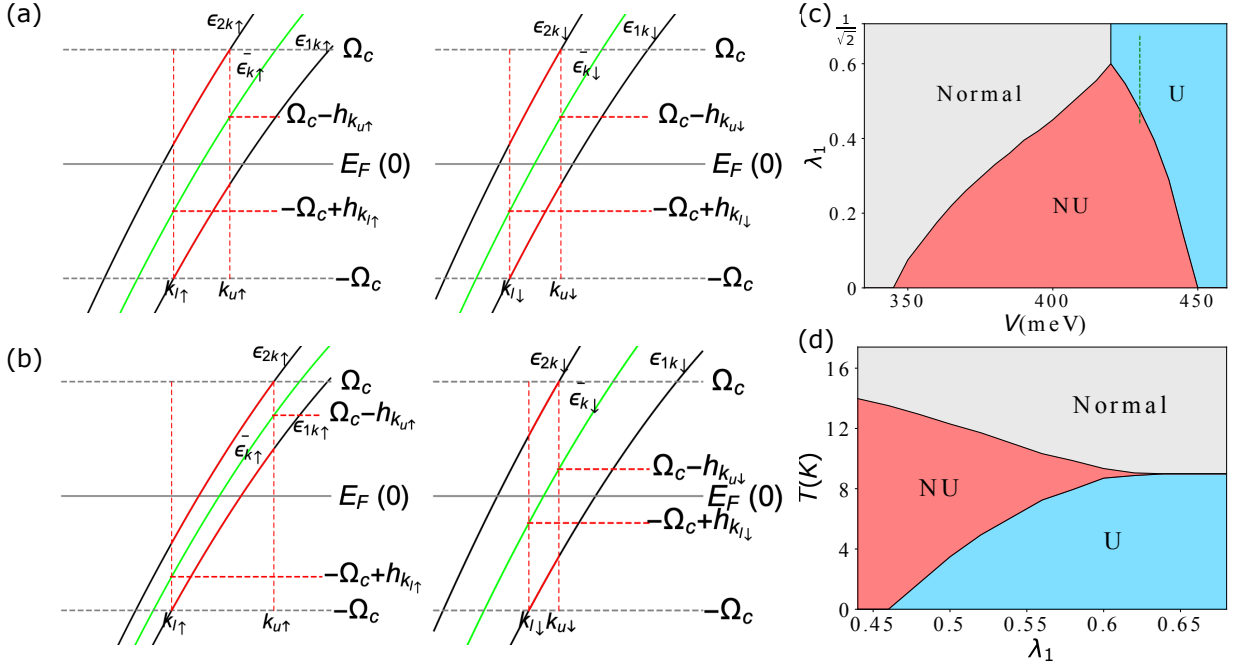 (a)
ϵ2k↑
ϵ1k↑
ϵ̄k↑
Ωc
Ωc−hku↑
EF (0)
−Ωc+hkl↑
−Ωc
kl↑
ku↑
ϵ2k↓
ϵ1k↓
ϵ̄k↓
Ωc
Ωc−hku↓
EF (0)
−Ωc+hkl↓
−Ωc
kl↓
ku↓
(b)
ϵ2k↑
Ωc
Ωc−hku↑
ϵ1k↑
ϵ̄k↑
EF (0)
−Ωc+hkl↑
−Ωc
kl↑
ku↑
ϵ2k↓
ϵ1k↓
ϵ̄k↓
Ωc
Ωc−hku↓
EF (0)
−Ωc+hkl↓
−Ωc
kl↓
ku↓
(c)
1/√2
0.6
0.4
0.2
0
λ1
Normal
U
NU
350
400
450
V(meV)
(d)
16
12
8
4
0
T(K)
Normal
NU
U
0.45
0.5
0.55
0.6
0.65
λ1